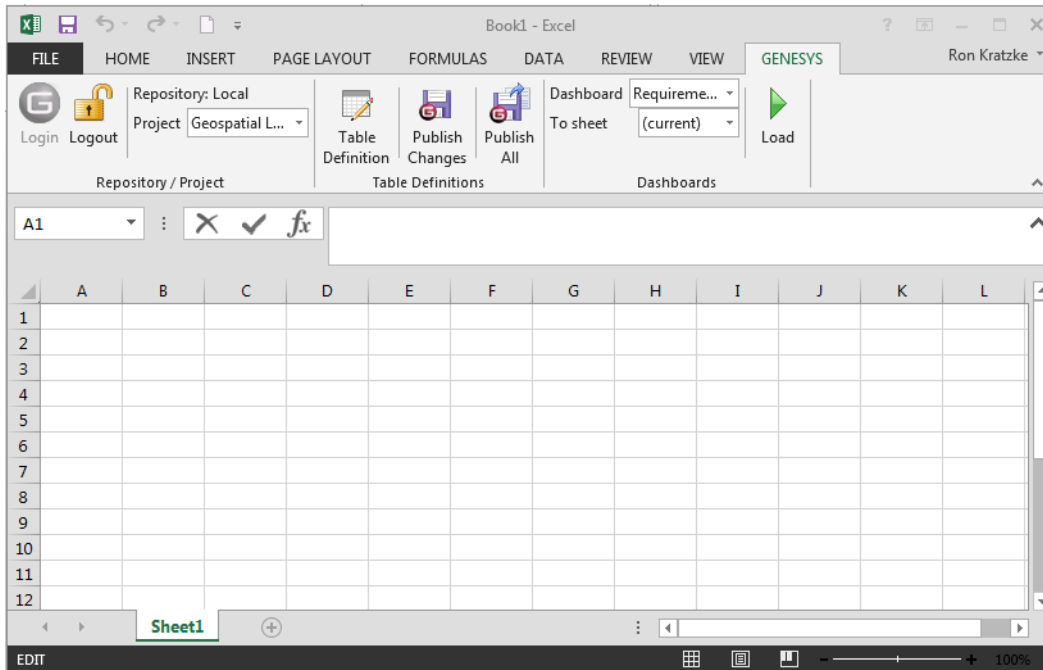 Book1 - Excel
?
FILE HOME INSERT PAGE LAYOUT FORMULAS DATA REVIEW VIEW GENESYS Ron Kratzke
G Login
Logout
Repository: Local
Project Geospatial L...
Repository / Project
Table Definition
G Publish Changes
G Publish All
Table Definitions
Dashboard Requireme...
To sheet (current)
Load
Dashboards
A1 fx
A B C D E F G H I J K L
1
2
3
4
5
6
7
8
9
10
11
12
Sheet1
EDIT 100%